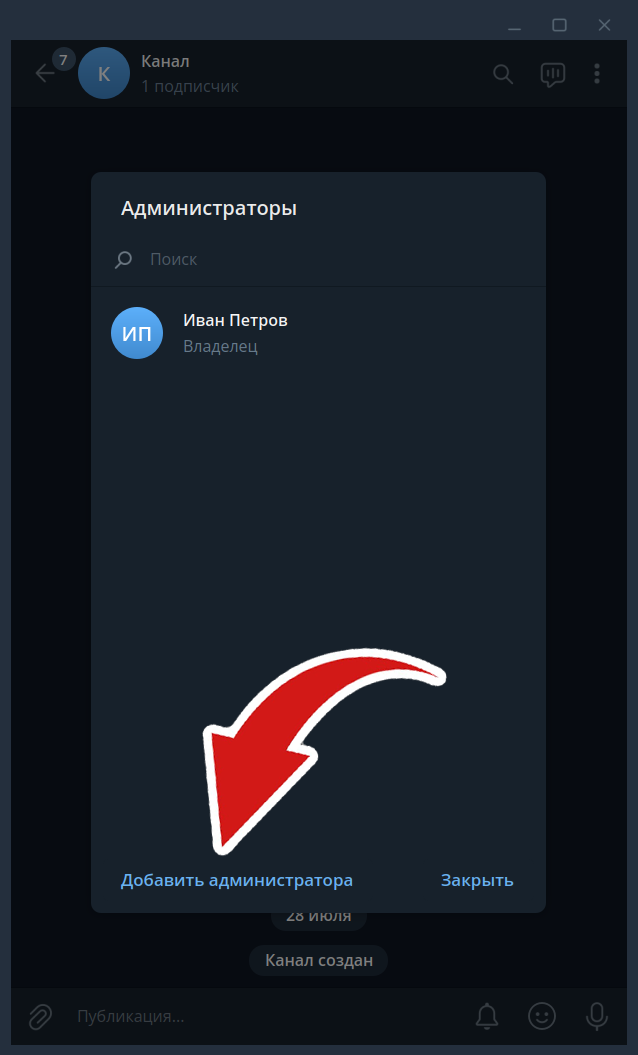 7
К
Канал
1 подписчик
Администраторы
Поиск
ИП
Иван Петров
Владелец
Добавить администратора
Закрыть
28 июля
Канал создан
Публикация...